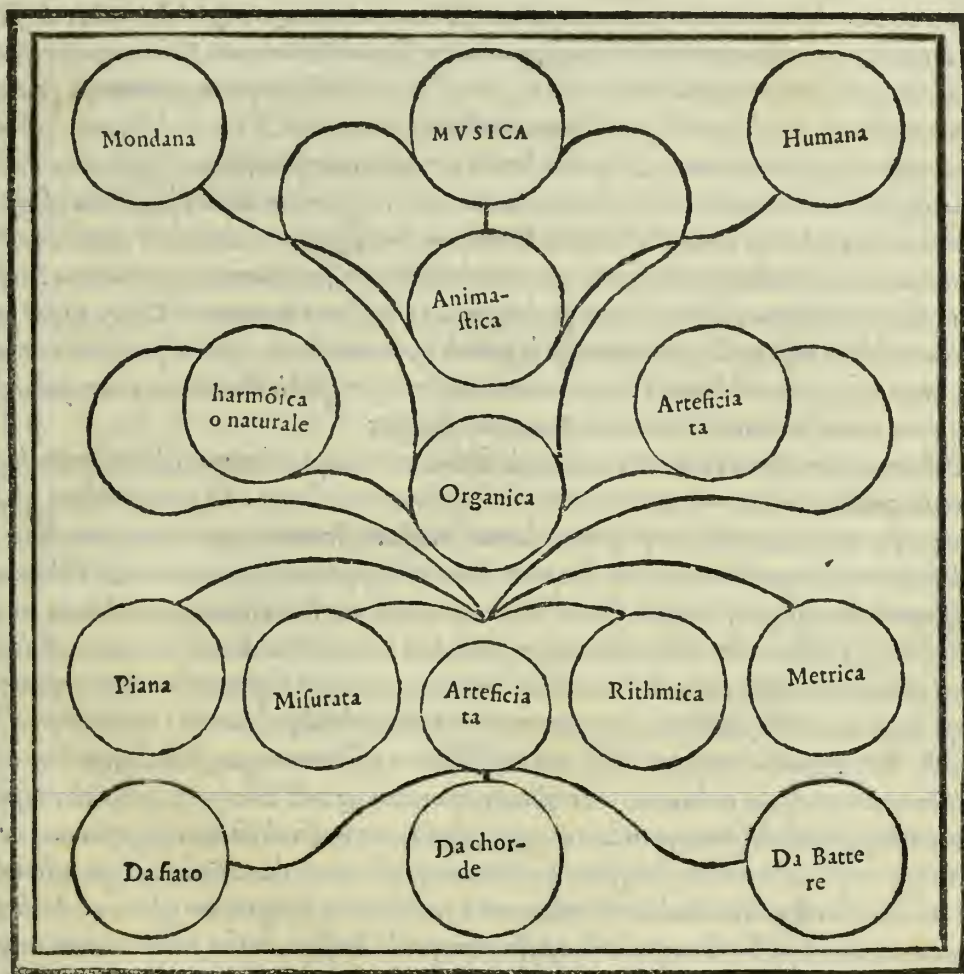 Mondana
MVSICA
Humana
Anima-
ſtica
harmõica
o naturale
Arteficia
ta
Organica
Piana
Miſurata
Arteficia
ta
Rithmica
Metrica
Da fiato
Da chor-
de
Da Batte
re